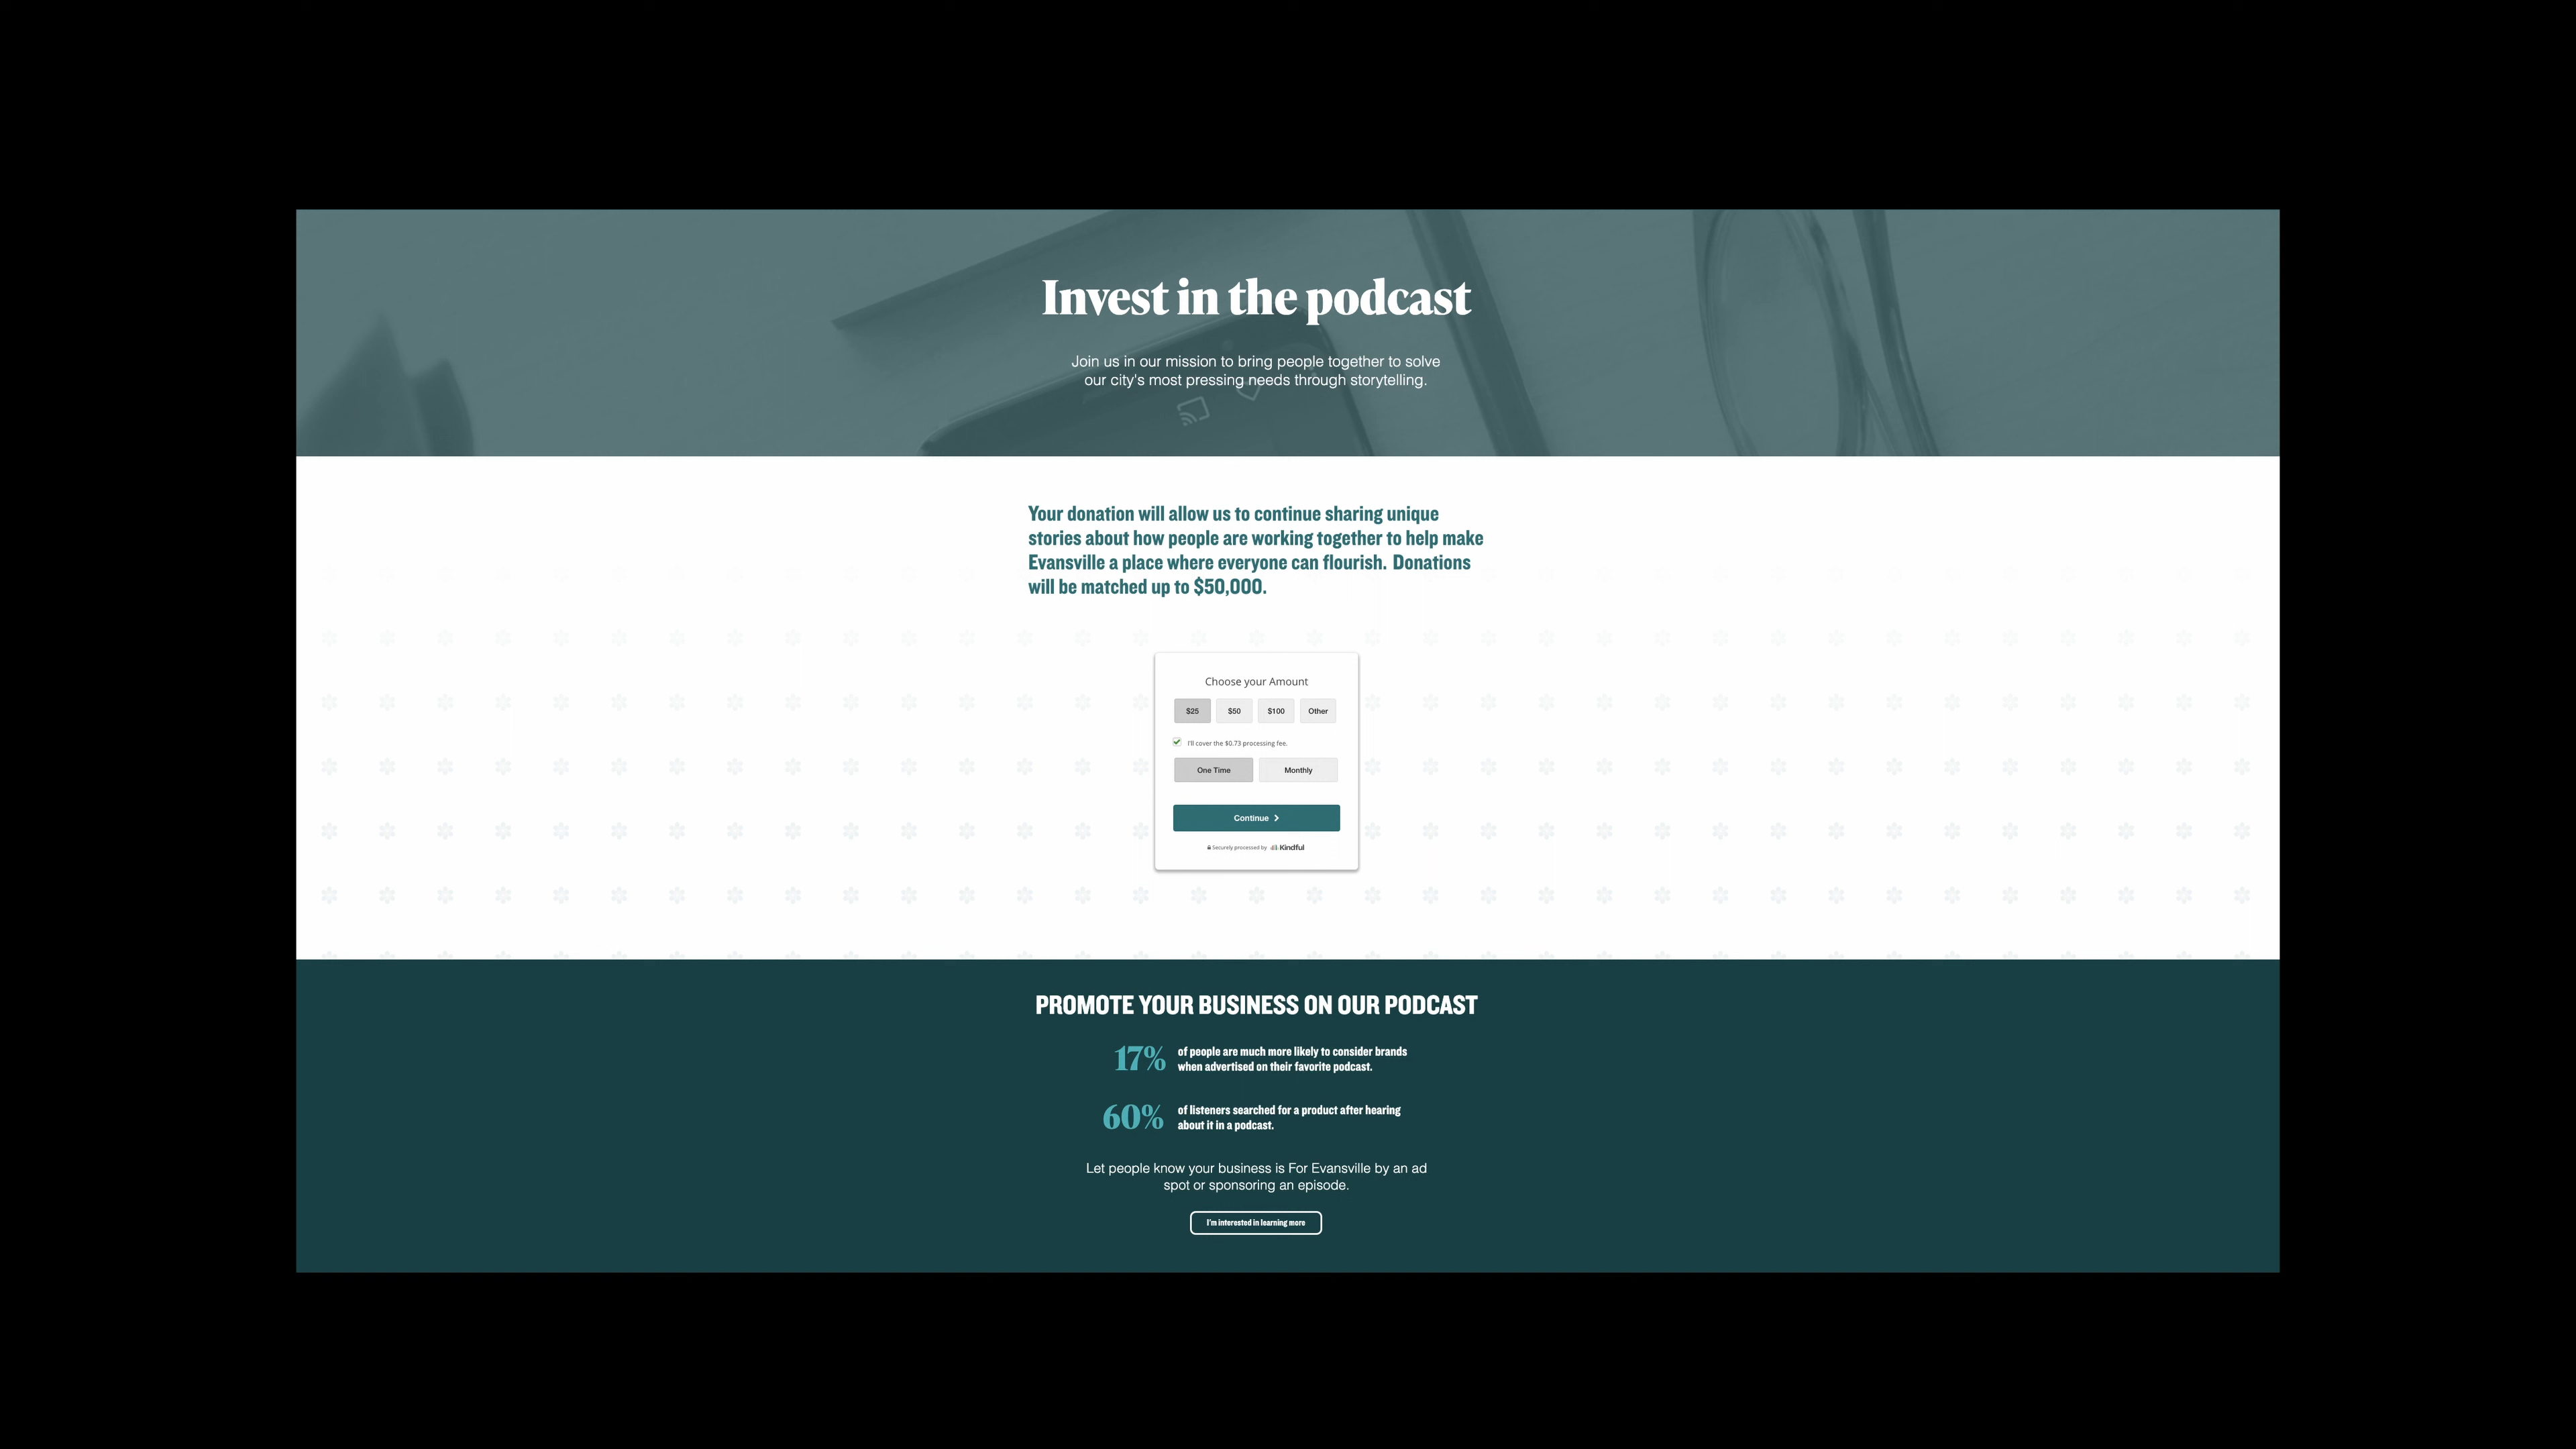 Invest in the podcast
Join us in our mission to bring people together to solve
our city's most pressing needs through storytelling.
Your donation will allow us to continue sharing unique
stories about how people are working together to help make
Evansville a place where everyone can flourish. Donations
will be matched up to $50,000.
Choose your Amount
$25 $50 $100 Other
I'll cover the $0.73 processing fee.
One Time Monthly
Continue
Securely processed by Kindful
PROMOTE YOUR BUSINESS ON OUR PODCAST
17% of people are much more likely to consider brands
when advertised on their favorite podcast.
60% of listeners searched for a product after hearing
about it in a podcast.
Let people know your business is For Evansville by an ad
spot or sponsoring an episode.
I'm interested in learning more